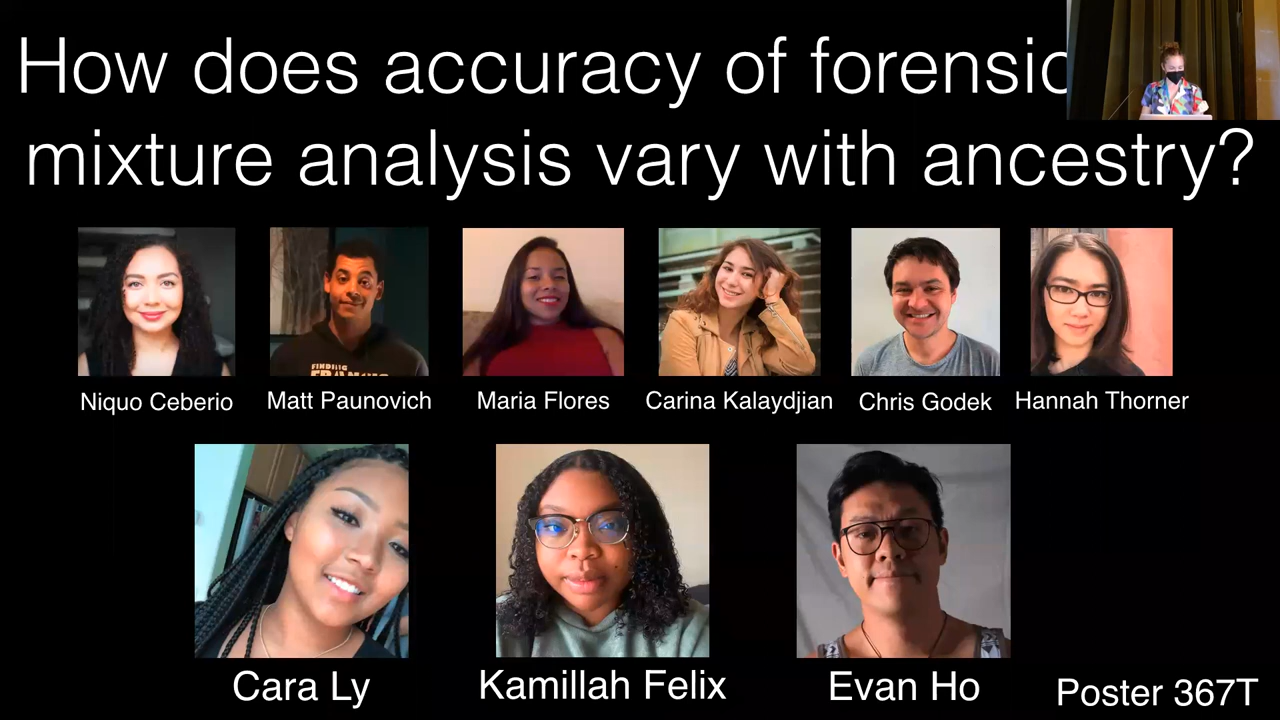 How does accuracy of forensic
mixture analysis vary with ancestry?
FINDING
Niquo Ceberio Matt Paunovich Maria Flores Carina Kalaydjian Chris Godek Hannah Thorner
Cara Ly Kamillah Felix Evan Ho Poster 367T